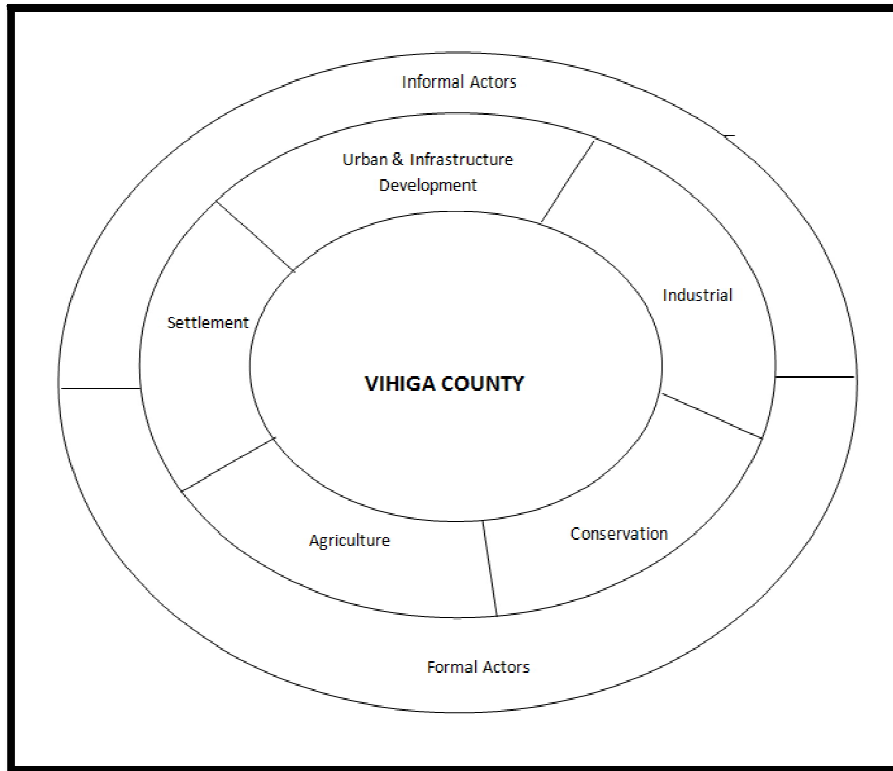 Informal Actors
Urban & Infrastructure
Development
Industrial
Settlement
VIHIGA COUNTY
Agriculture
Conservation
Formal Actors